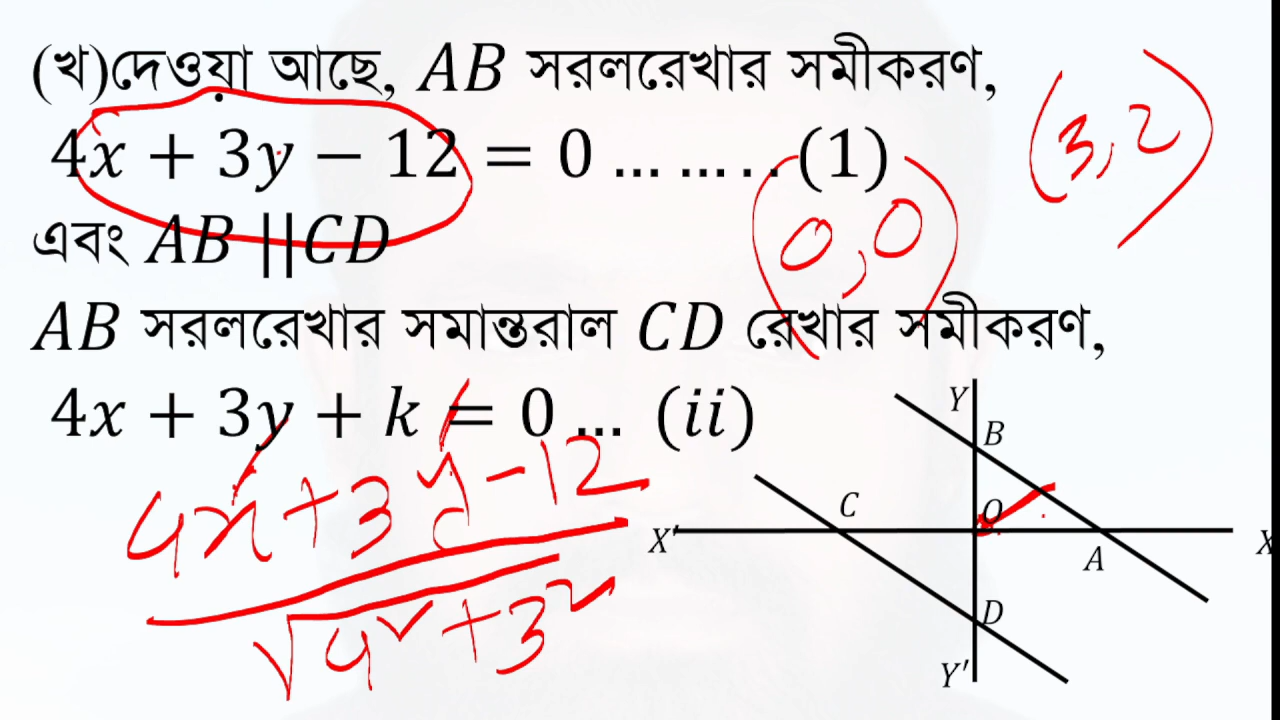 (খ)দেওয়া আছে, AB সরলরেখার সমীকরণ,
4x + 3y − 12 = 0 ... ... . . (1)
(3,2)
এবং AB ||CD
(0,0)
AB সরলরেখার সমান্তরাল CD রেখার সমীকরণ,
4x + 3y + k = 0 ... (ii)
4x+3y-12
√4²+3²
Y
B
C
O
X′
X
A
D
Y′